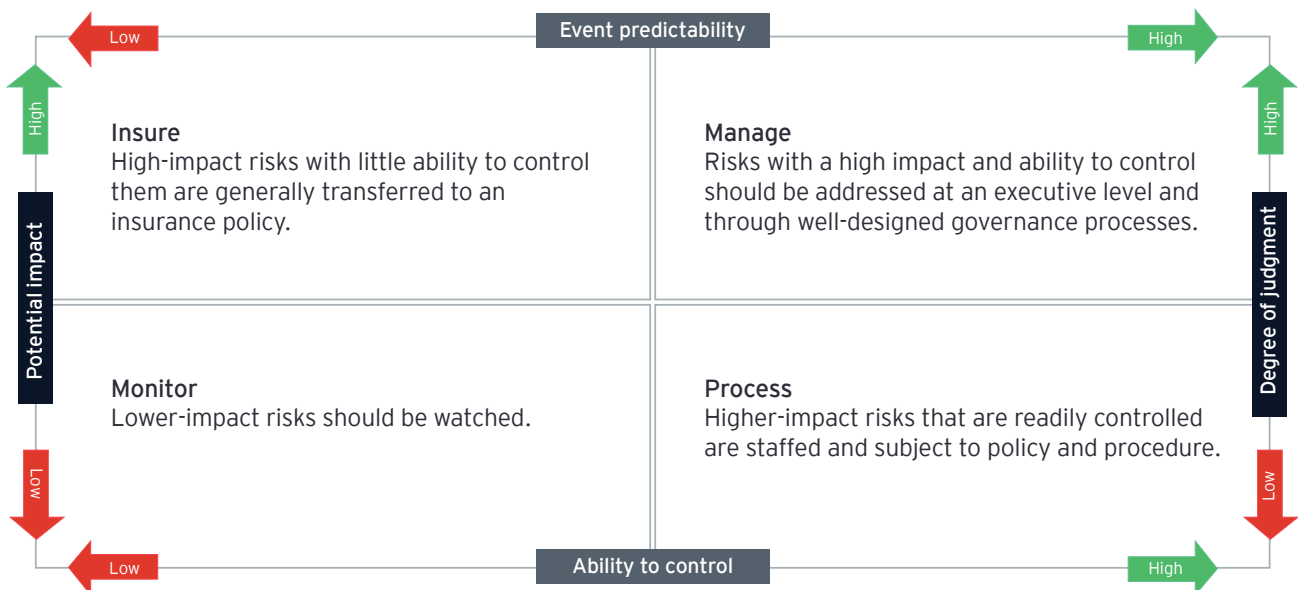 Event predictability
Low
High
High
High
Insure
High-impact risks with little ability to control
them are generally transferred to an
insurance policy.
Manage
Risks with a high impact and ability to control
should be addressed at an executive level and
through well-designed governance processes.
Potential impact
Degree of judgment
Monitor
Lower-impact risks should be watched.
Process
Higher-impact risks that are readily controlled
are staffed and subject to policy and procedure.
Low
Low
Low
Ability to control
High